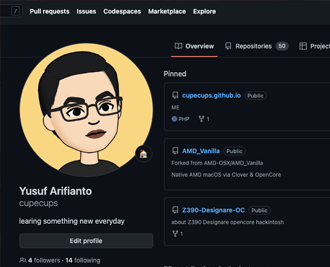 /
Pull requests Issues Codespaces Marketplace Explore
Overview Repositories 50 Project
Pinned
cupecups.github.io Public
ME
PHP 1
AMD_Vanilla Public
Forked from AMD-OSX/AMD_Vanilla
Native AMD macOS via Clover & OpenCore
Z390-Designare-OC Public
about Z390 Designare opencore hackintosh
1
Yusuf Arifianto
cupecups
learing something new everyday
Edit profile
4 followers · 14 following